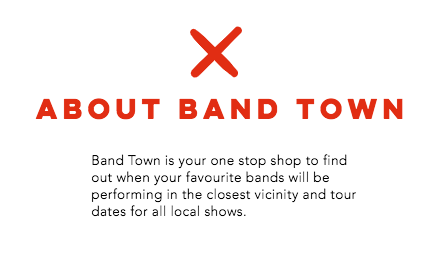 ABOUT BAND TOWN
Band Town is your one stop shop to find
out when your favourite bands will be
performing in the closest vicinity and tour
dates for all local shows.